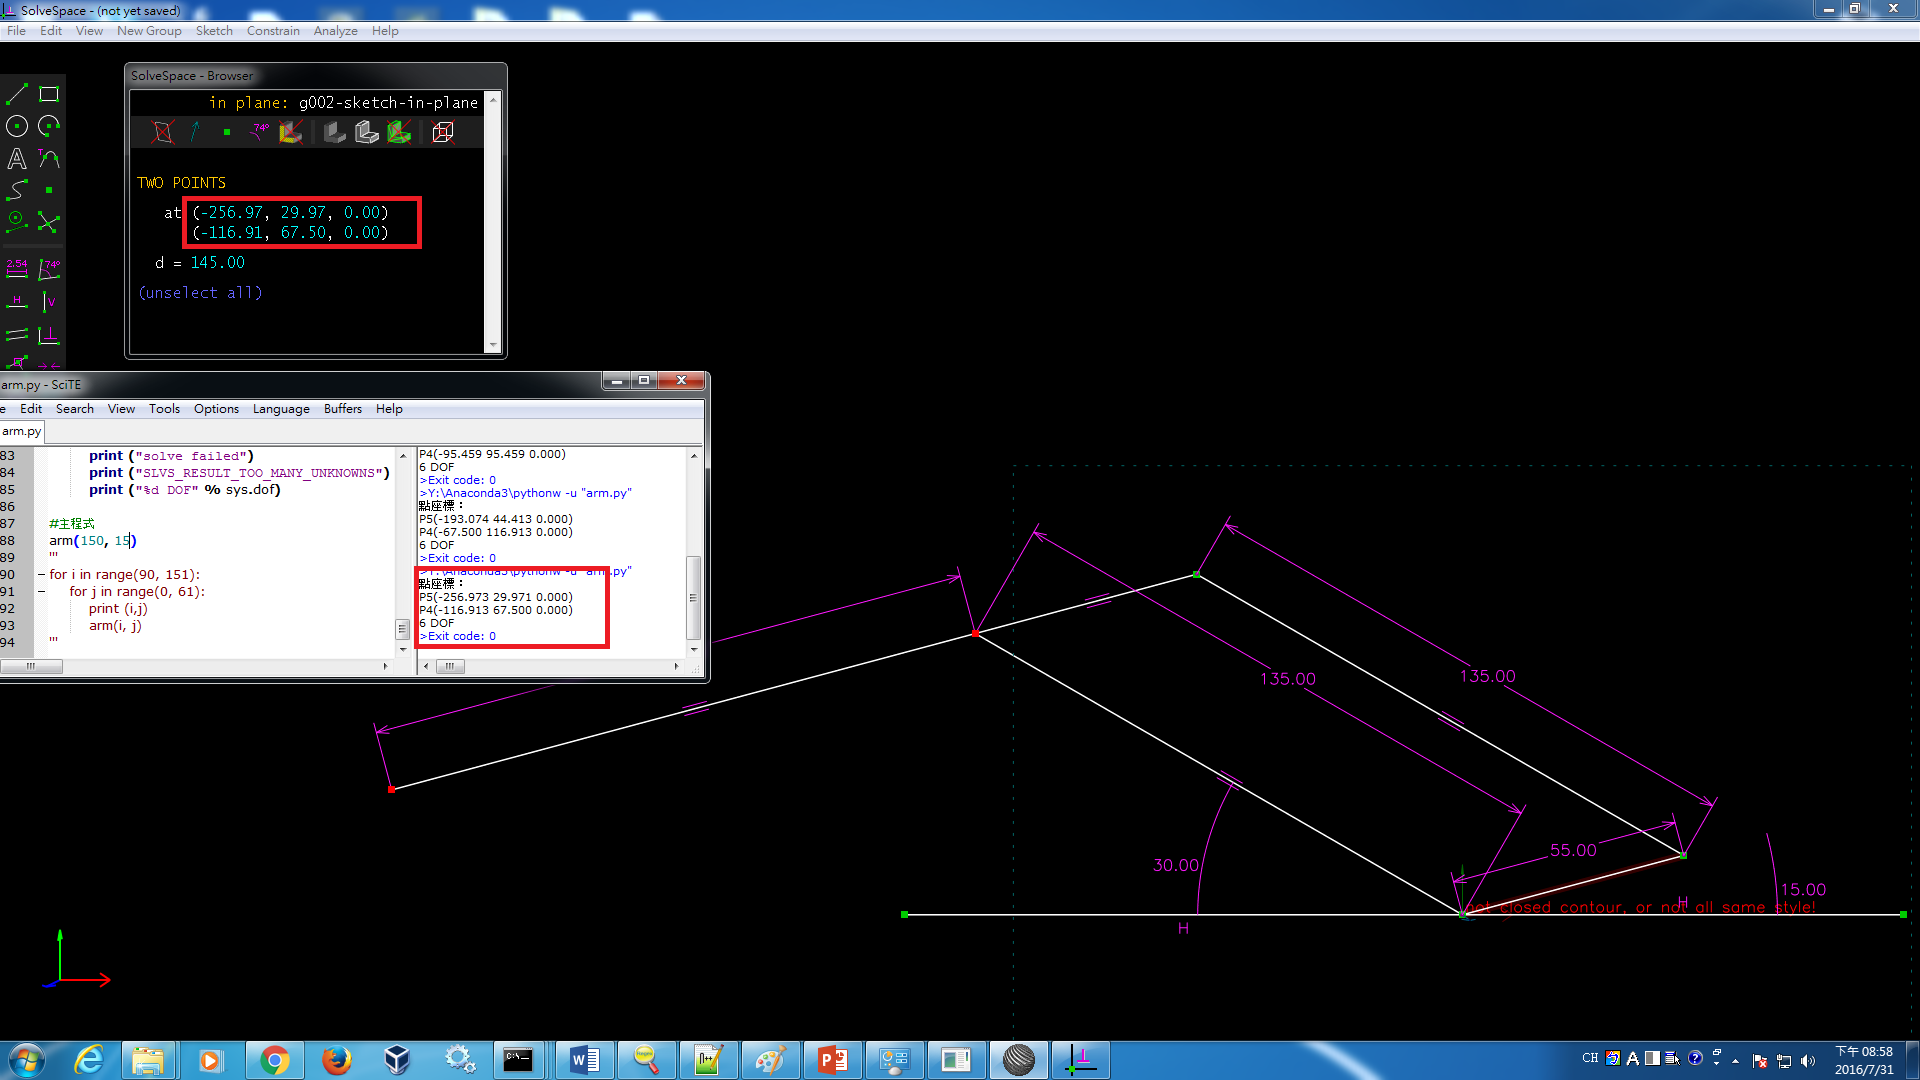 SolveSpace - (not yet saved)
File Edit View New Group Sketch Constrain Analyze Help
SolveSpace - Browser
in plane: g002-sketch-in-plane
TWO POINTS
at (-256.97, 29.97, 0.00)
(-116.91, 67.50, 0.00)
d = 145.00
(unselect all)
arm.py - SciTE
e Edit Search View Tools Options Language Buffers Help
arm.py
83 print ("solve failed")
84 print ("SLVS_RESULT_TOO_MANY_UNKNOWNS")
85 print ("%d DOF" % sys.dof)
86
87 #主程式
88 arm(150, 15)
89 '''
90 for i in range(90, 151):
91 for j in range(0, 61):
92 print (i,j)
93 arm(i, j)
94 '''
P4(-95.459 95.459 0.000)
6 DOF
>Exit code: 0
>Y:\Anaconda3\pythonw -u "arm.py"
點座標：
P5(-193.074 44.413 0.000)
P4(-67.500 116.913 0.000)
6 DOF
>Exit code: 0
>Y:\Anaconda3\pythonw -u "arm.py"
點座標：
P5(-256.973 29.971 0.000)
P4(-116.913 67.500 0.000)
6 DOF
>Exit code: 0
135.00
135.00
55.00
30.00
15.00
H
H
not closed contour, or not all same style!
2.54
74°
H
V
74°
CH
下午 08:58
2016/7/31